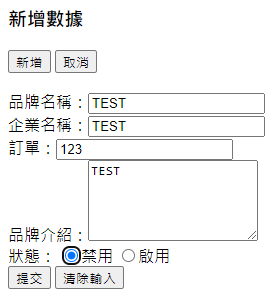 新增數據
新增 取消
品牌名稱：TEST
企業名稱：TEST
訂單：123
TEST
品牌介紹：
狀態： 禁用 啟用
提交 清除輸入